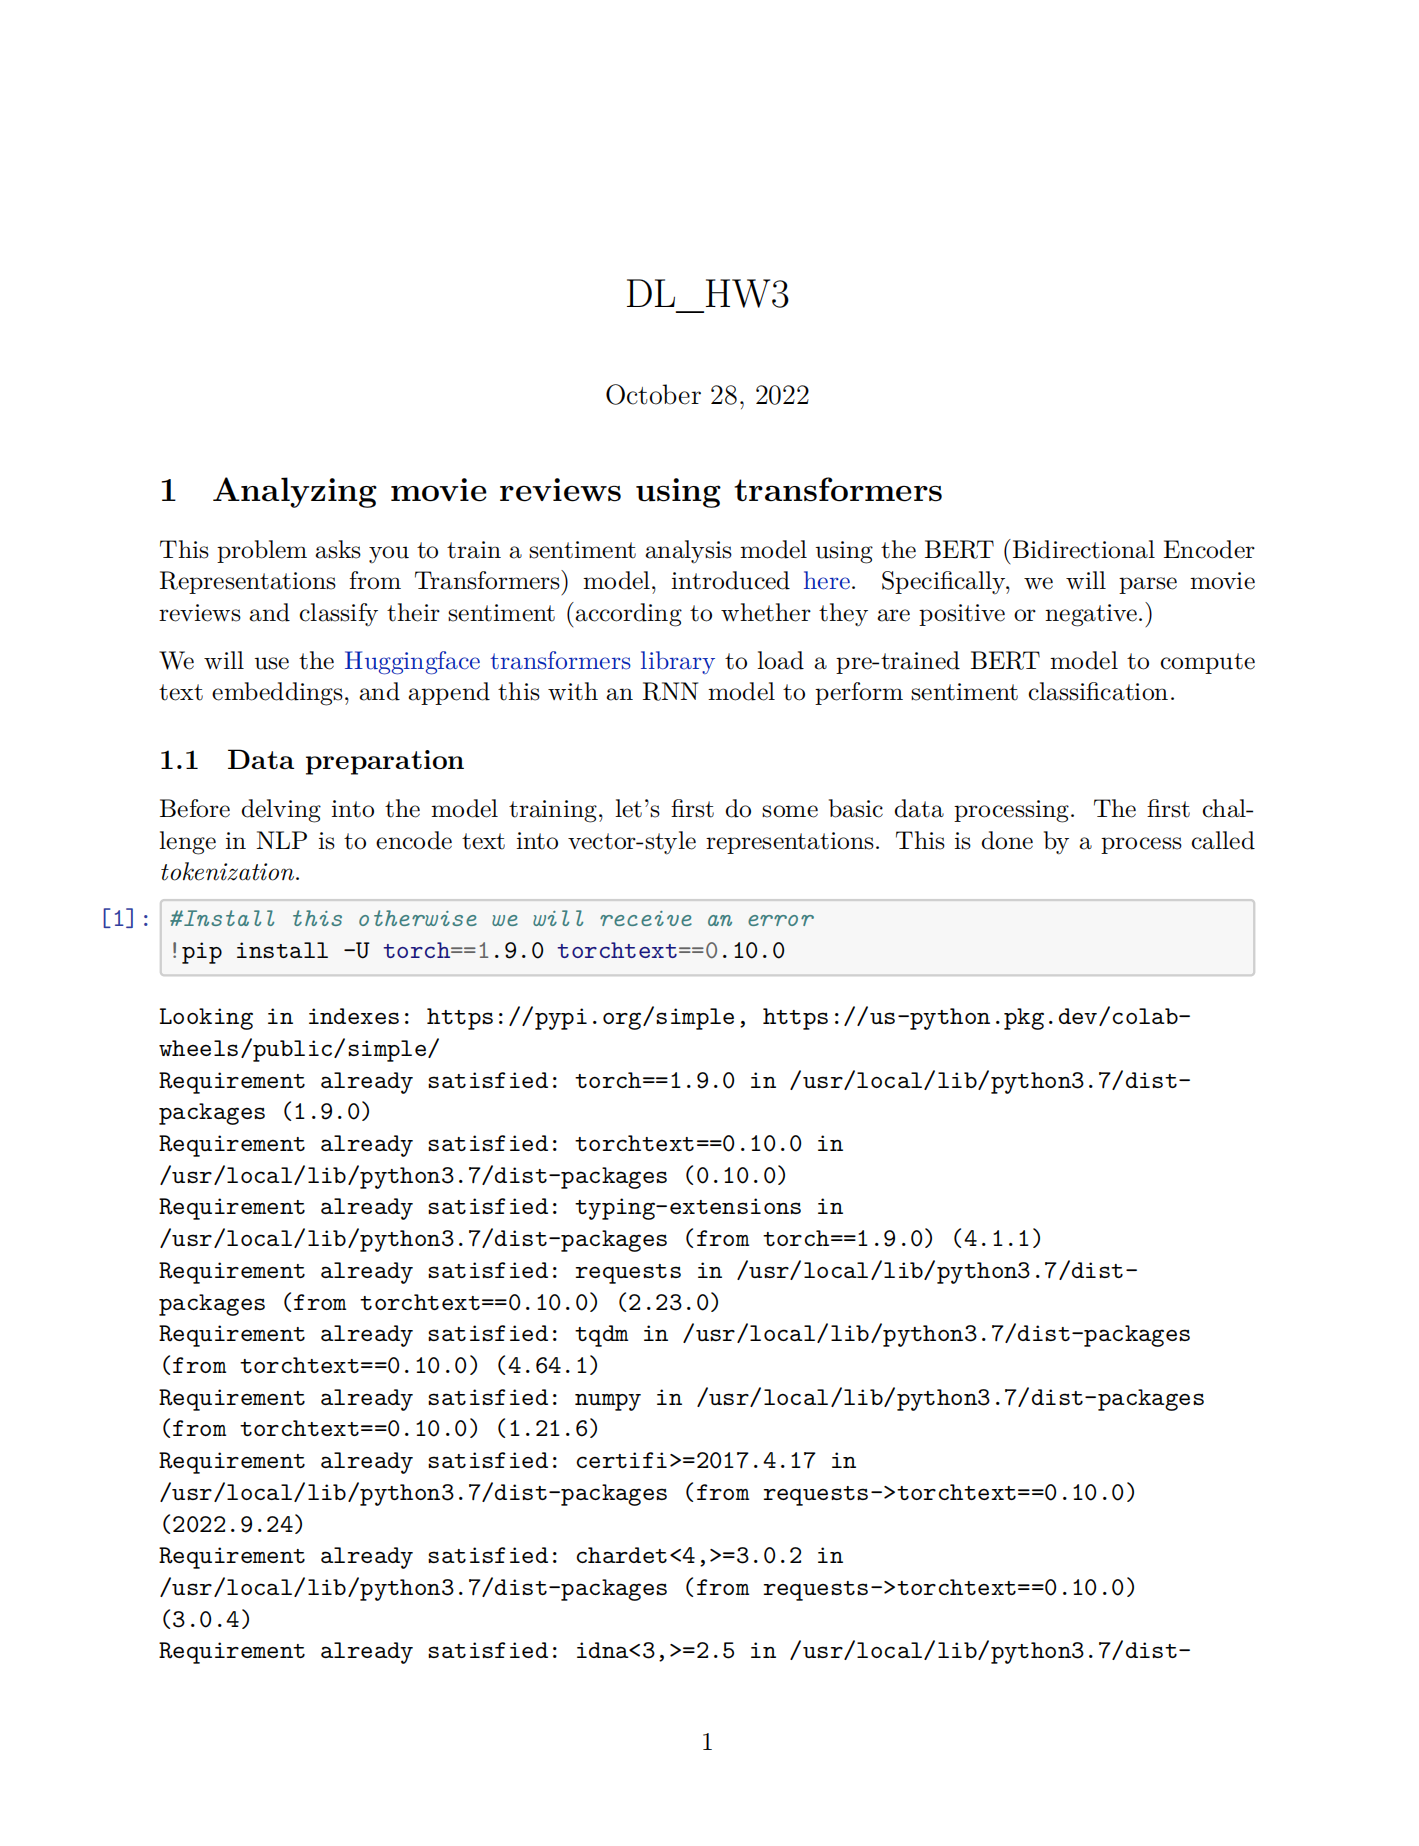 DL_HW3
October 28, 2022
1 Analyzing movie reviews using transformers
This problem asks you to train a sentiment analysis model using the BERT (Bidirectional Encoder
Representations from Transformers) model, introduced here. Specifically, we will parse movie
reviews and classify their sentiment (according to whether they are positive or negative.)
We will use the Huggingface transformers library to load a pre-trained BERT model to compute
text embeddings, and append this with an RNN model to perform sentiment classification.
1.1 Data preparation
Before delving into the model training, let's first do some basic data processing. The first chal-
lenge in NLP is to encode text into vector-style representations. This is done by a process called
tokenization.
[1]: #Install this otherwise we will receive an error
!pip install -U torch==1.9.0 torchtext==0.10.0
Looking in indexes: https://pypi.org/simple, https://us-python.pkg.dev/colab-
wheels/public/simple/
Requirement already satisfied: torch==1.9.0 in /usr/local/lib/python3.7/dist-
packages (1.9.0)
Requirement already satisfied: torchtext==0.10.0 in
/usr/local/lib/python3.7/dist-packages (0.10.0)
Requirement already satisfied: typing-extensions in
/usr/local/lib/python3.7/dist-packages (from torch==1.9.0) (4.1.1)
Requirement already satisfied: requests in /usr/local/lib/python3.7/dist-
packages (from torchtext==0.10.0) (2.23.0)
Requirement already satisfied: tqdm in /usr/local/lib/python3.7/dist-packages
(from torchtext==0.10.0) (4.64.1)
Requirement already satisfied: numpy in /usr/local/lib/python3.7/dist-packages
(from torchtext==0.10.0) (1.21.6)
Requirement already satisfied: certifi>=2017.4.17 in
/usr/local/lib/python3.7/dist-packages (from requests->torchtext==0.10.0)
(2022.9.24)
Requirement already satisfied: chardet<4,>=3.0.2 in
/usr/local/lib/python3.7/dist-packages (from requests->torchtext==0.10.0)
(3.0.4)
Requirement already satisfied: idna<3,>=2.5 in /usr/local/lib/python3.7/dist-
1